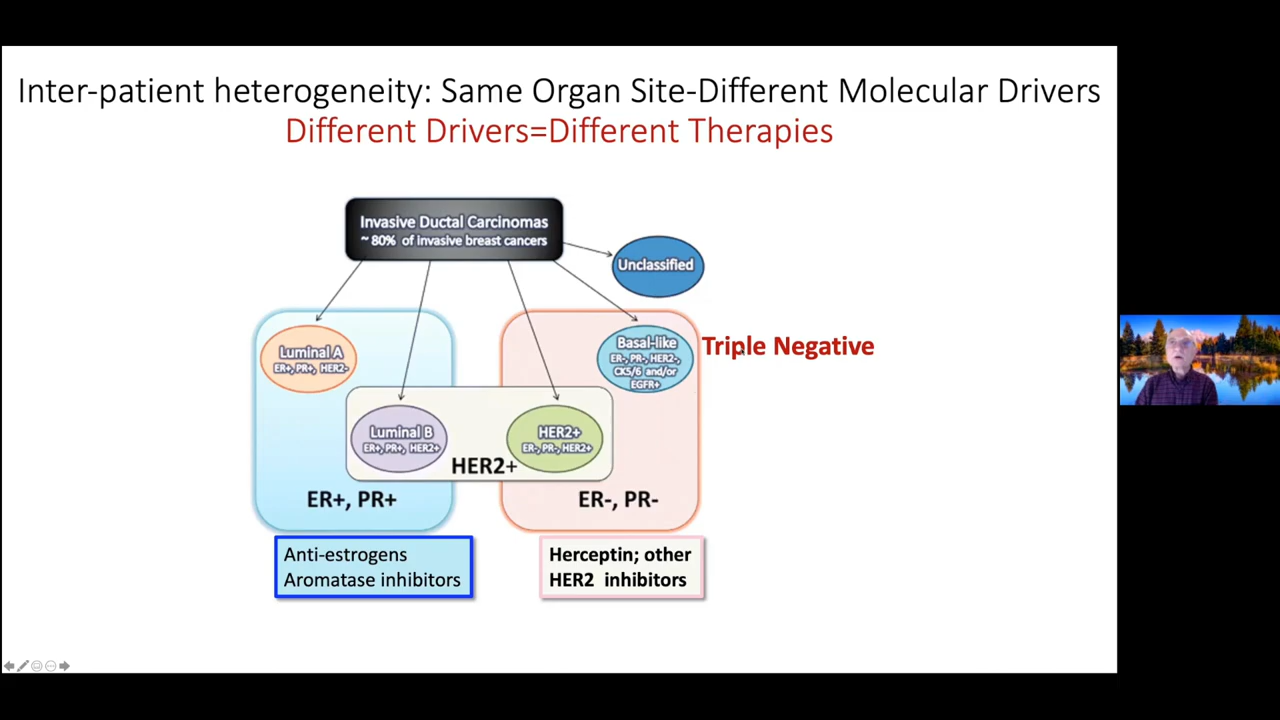 Inter-patient heterogeneity: Same Organ Site-Different Molecular Drivers
Different Drivers=Different Therapies
Invasive Ductal Carcinomas
~ 80% of invasive breast cancers
Unclassified
Luminal A
ER+, PR+, HER2-
Basal-like
ER-, PR-, HER2-,
CK5/6 and/or
EGFR+
Triple Negative
Luminal B
ER+, PR+, HER2+
HER2+
ER-, PR-, HER2+
HER2+
ER+, PR+
ER-, PR-
Anti-estrogens
Aromatase inhibitors
Herceptin; other
HER2 inhibitors